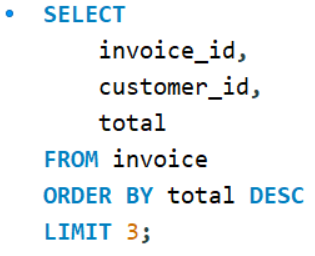 SELECT
    invoice_id,
    customer_id,
    total
FROM invoice
ORDER BY total DESC
LIMIT 3;